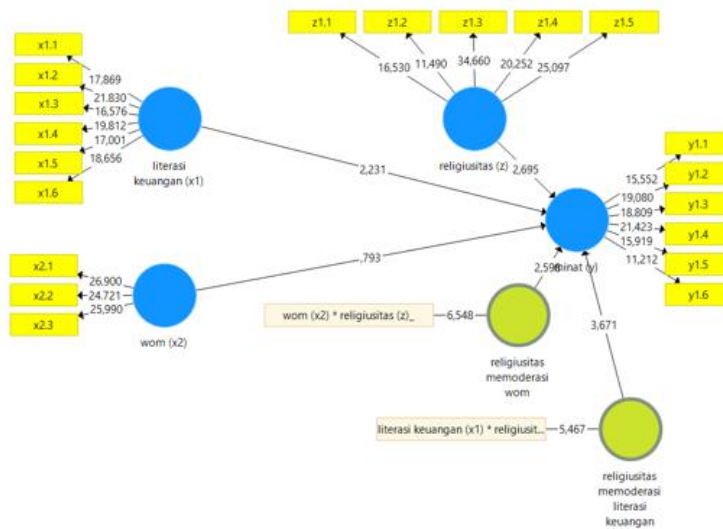 z1.1
z1.2
z1.3
z1.4
z1.5
16,530
11,490
34,660
20,252
25,097
religiusitas (z)
x1.1
x1.2
x1.3
x1.4
x1.5
x1.6
17,869
21.830
16,576
19,812
17,001
18,656
literasi
keuangan (x1)
2,231
2,695
y1.1
y1.2
y1.3
y1.4
y1.5
y1.6
15,552
19,080
18,809
21,423
15,919
11,212
minat (y)
x2.1
x2.2
x2.3
26,900
24.721
25,990
wom (x2)
,793
2,598
wom (x2) * religiusitas (z)_
6,548
religiusitas
memoderasi
wom
3,671
literasi keuangan (x1) * religiusit...
5,467
religiusitas
memoderasi
literasi
keuangan